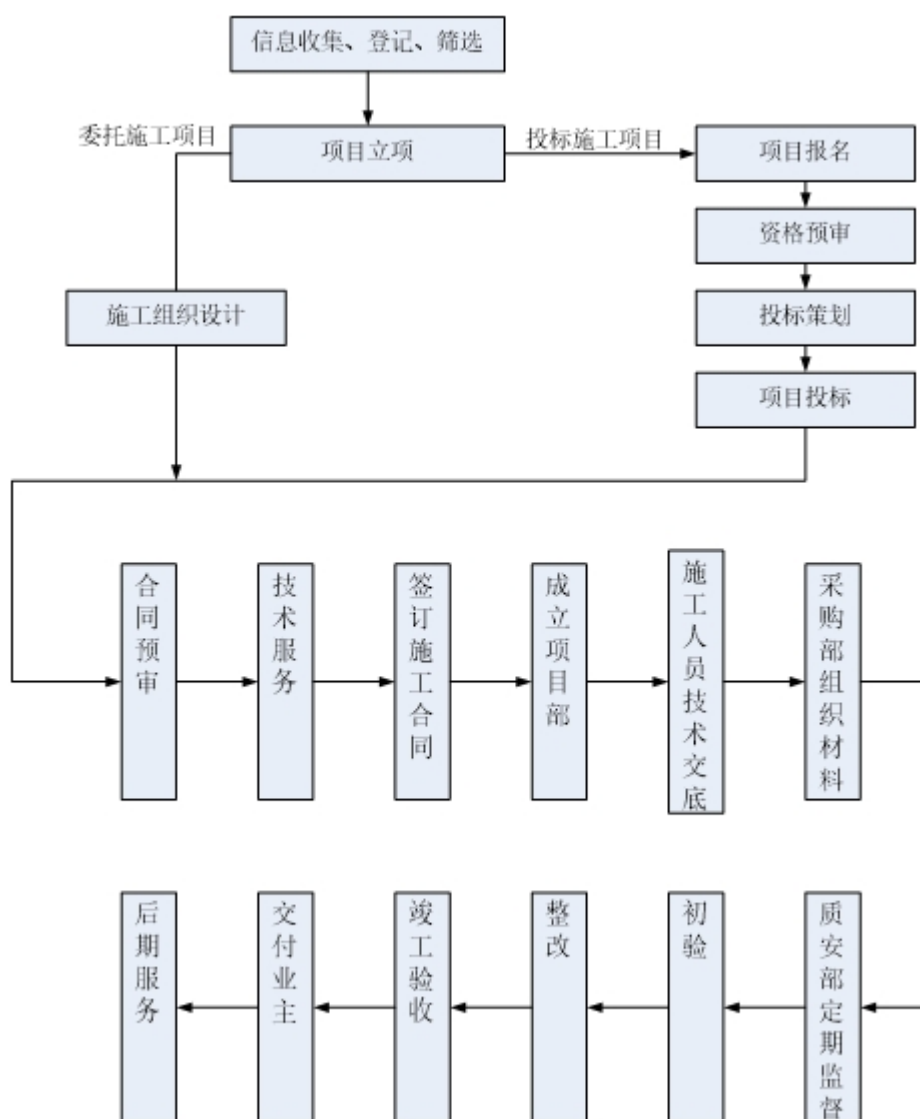 信息收集、登记、筛选
委托施工项目
项目立项
投标施工项目
项目报名
资格预审
施工组织设计
投标策划
项目投标
合同预审
技术服务
签订施工合同
成立项目部
施工人员技术交底
采购部组织材料
后期服务
交付业主
竣工验收
整改
初验
质安部定期监督